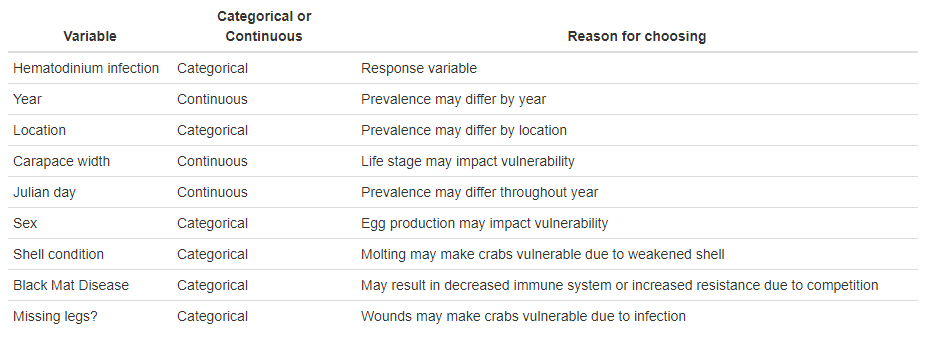 Variable Categorical or Continuous Reason for choosing
Hematodinium infection Categorical Response variable
Year Continuous Prevalence may differ by year
Location Categorical Prevalence may differ by location
Carapace width Continuous Life stage may impact vulnerability
Julian day Continuous Prevalence may differ throughout year
Sex Categorical Egg production may impact vulnerability
Shell condition Categorical Molting may make crabs vulnerable due to weakened shell
Black Mat Disease Categorical May result in decreased immune system or increased resistance due to competition
Missing legs? Categorical Wounds may make crabs vulnerable due to infection